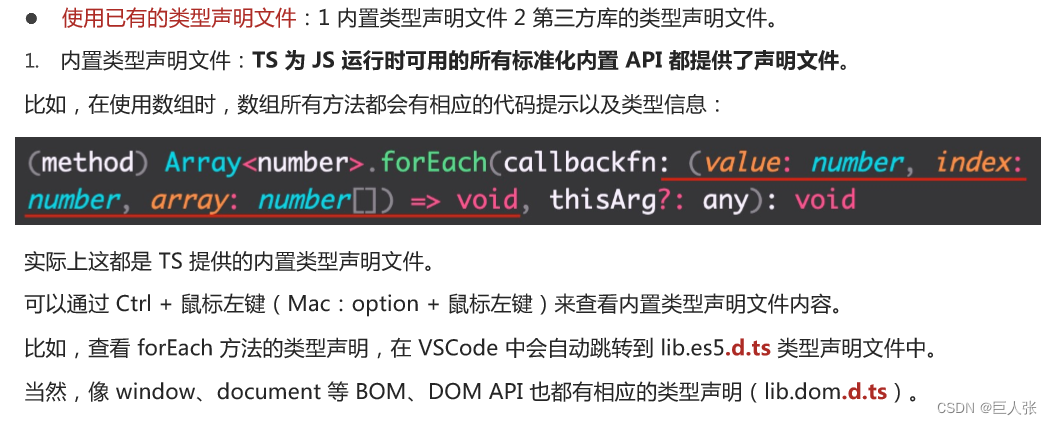 ● 使用已有的类型声明文件：1 内置类型声明文件 2 第三方库的类型声明文件。
1. 内置类型声明文件：TS 为 JS 运行时可用的所有标准化内置 API 都提供了声明文件。
比如，在使用数组时，数组所有方法都会有相应的代码提示以及类型信息：
(method) Array<number>.forEach(callbackfn: (value: number, index:
number, array: number[]) => void, thisArg?: any): void
实际上这都是 TS 提供的内置类型声明文件。
可以通过 Ctrl + 鼠标左键（Mac：option + 鼠标左键）来查看内置类型声明文件内容。
比如，查看 forEach 方法的类型声明，在 VSCode 中会自动跳转到 lib.es5.d.ts 类型声明文件中。
当然，像 window、document 等 BOM、DOM API 也都有相应的类型声明（lib.dom.d.ts）。
CSDN @巨人张